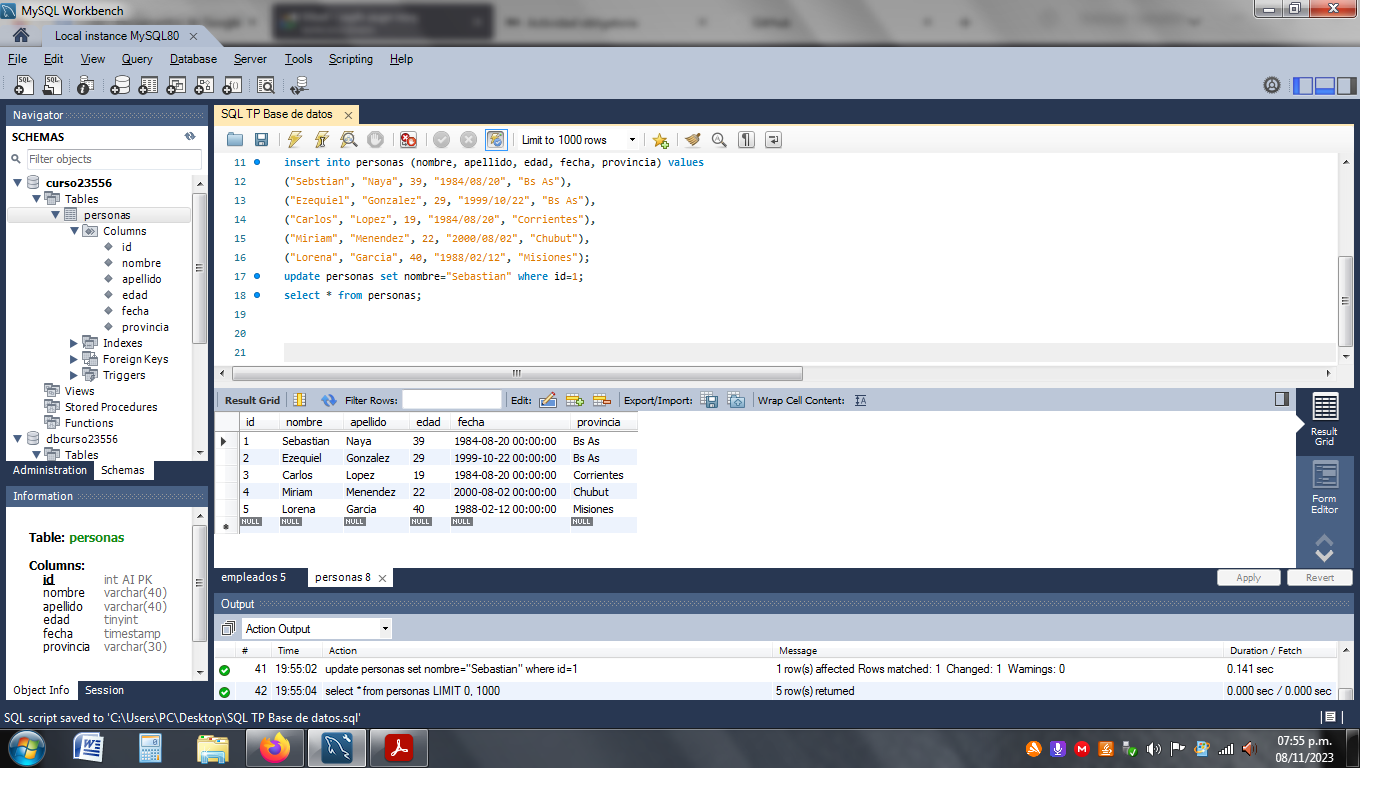 MySQL Workbench
Local instance MySQL80
File Edit View Query Database Server Tools Scripting Help
Navigator
SCHEMAS
Filter objects
curso23556
Tables
personas
Columns
id
nombre
apellido
edad
fecha
provincia
Indexes
Foreign Keys
Triggers
Views
Stored Procedures
Functions
dbcurso23556
Tables
Administration Schemas
Information
Table: personas
Columns:
id int AI PK
nombre varchar(40)
apellido varchar(40)
edad tinyint
fecha timestamp
provincia varchar(30)
Object Info Session
SQL TP Base de datos
Limit to 1000 rows
11 insert into personas (nombre, apellido, edad, fecha, provincia) values
12 ("Sebstian", "Naya", 39, "1984/08/20", "Bs As"),
13 ("Ezequiel", "Gonzalez", 29, "1999/10/22", "Bs As"),
14 ("Carlos", "Lopez", 19, "1984/08/20", "Corrientes"),
15 ("Miriam", "Menendez", 22, "2000/08/02", "Chubut"),
16 ("Lorena", "Garcia", 40, "1988/02/12", "Misiones");
17 update personas set nombre="Sebastian" where id=1;
18 select * from personas;
19
20
21
Result Grid Filter Rows: Edit: Export/Import: Wrap Cell Content:
id nombre apellido edad fecha provincia
1 Sebastian Naya 39 1984-08-20 00:00:00 Bs As
2 Ezequiel Gonzalez 29 1999-10-22 00:00:00 Bs As
3 Carlos Lopez 19 1984-08-20 00:00:00 Corrientes
4 Miriam Menendez 22 2000-08-02 00:00:00 Chubut
5 Lorena Garcia 40 1988-02-12 00:00:00 Misiones
NULL NULL NULL NULL NULL NULL
Result
Grid
Form
Editor
empleados 5 personas 8
Apply Revert
Output
Action Output
# Time Action Message Duration / Fetch
41 19:55:02 update personas set nombre="Sebastian" where id=1 1 row(s) affected Rows matched: 1 Changed: 1 Warnings: 0 0.141 sec
42 19:55:04 select * from personas LIMIT 0, 1000 5 row(s) returned 0.000 sec / 0.000 sec
SQL script saved to 'C:\Users\PC\Desktop\SQL TP Base de datos.sql'
07:55 p.m.
08/11/2023